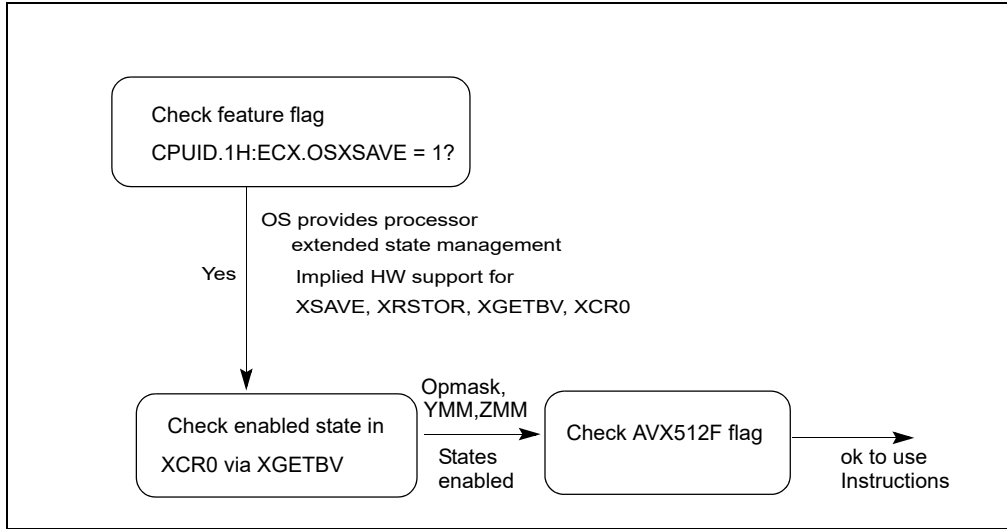 Check feature flag
CPUID.1H:ECX.OSXSAVE = 1?
OS provides processor
extended state management
Yes
Implied HW support for
XSAVE, XRSTOR, XGETBV, XCR0
Check enabled state in
XCR0 via XGETBV
Opmask,
YMM,ZMM
States
enabled
Check AVX512F flag
ok to use
Instructions